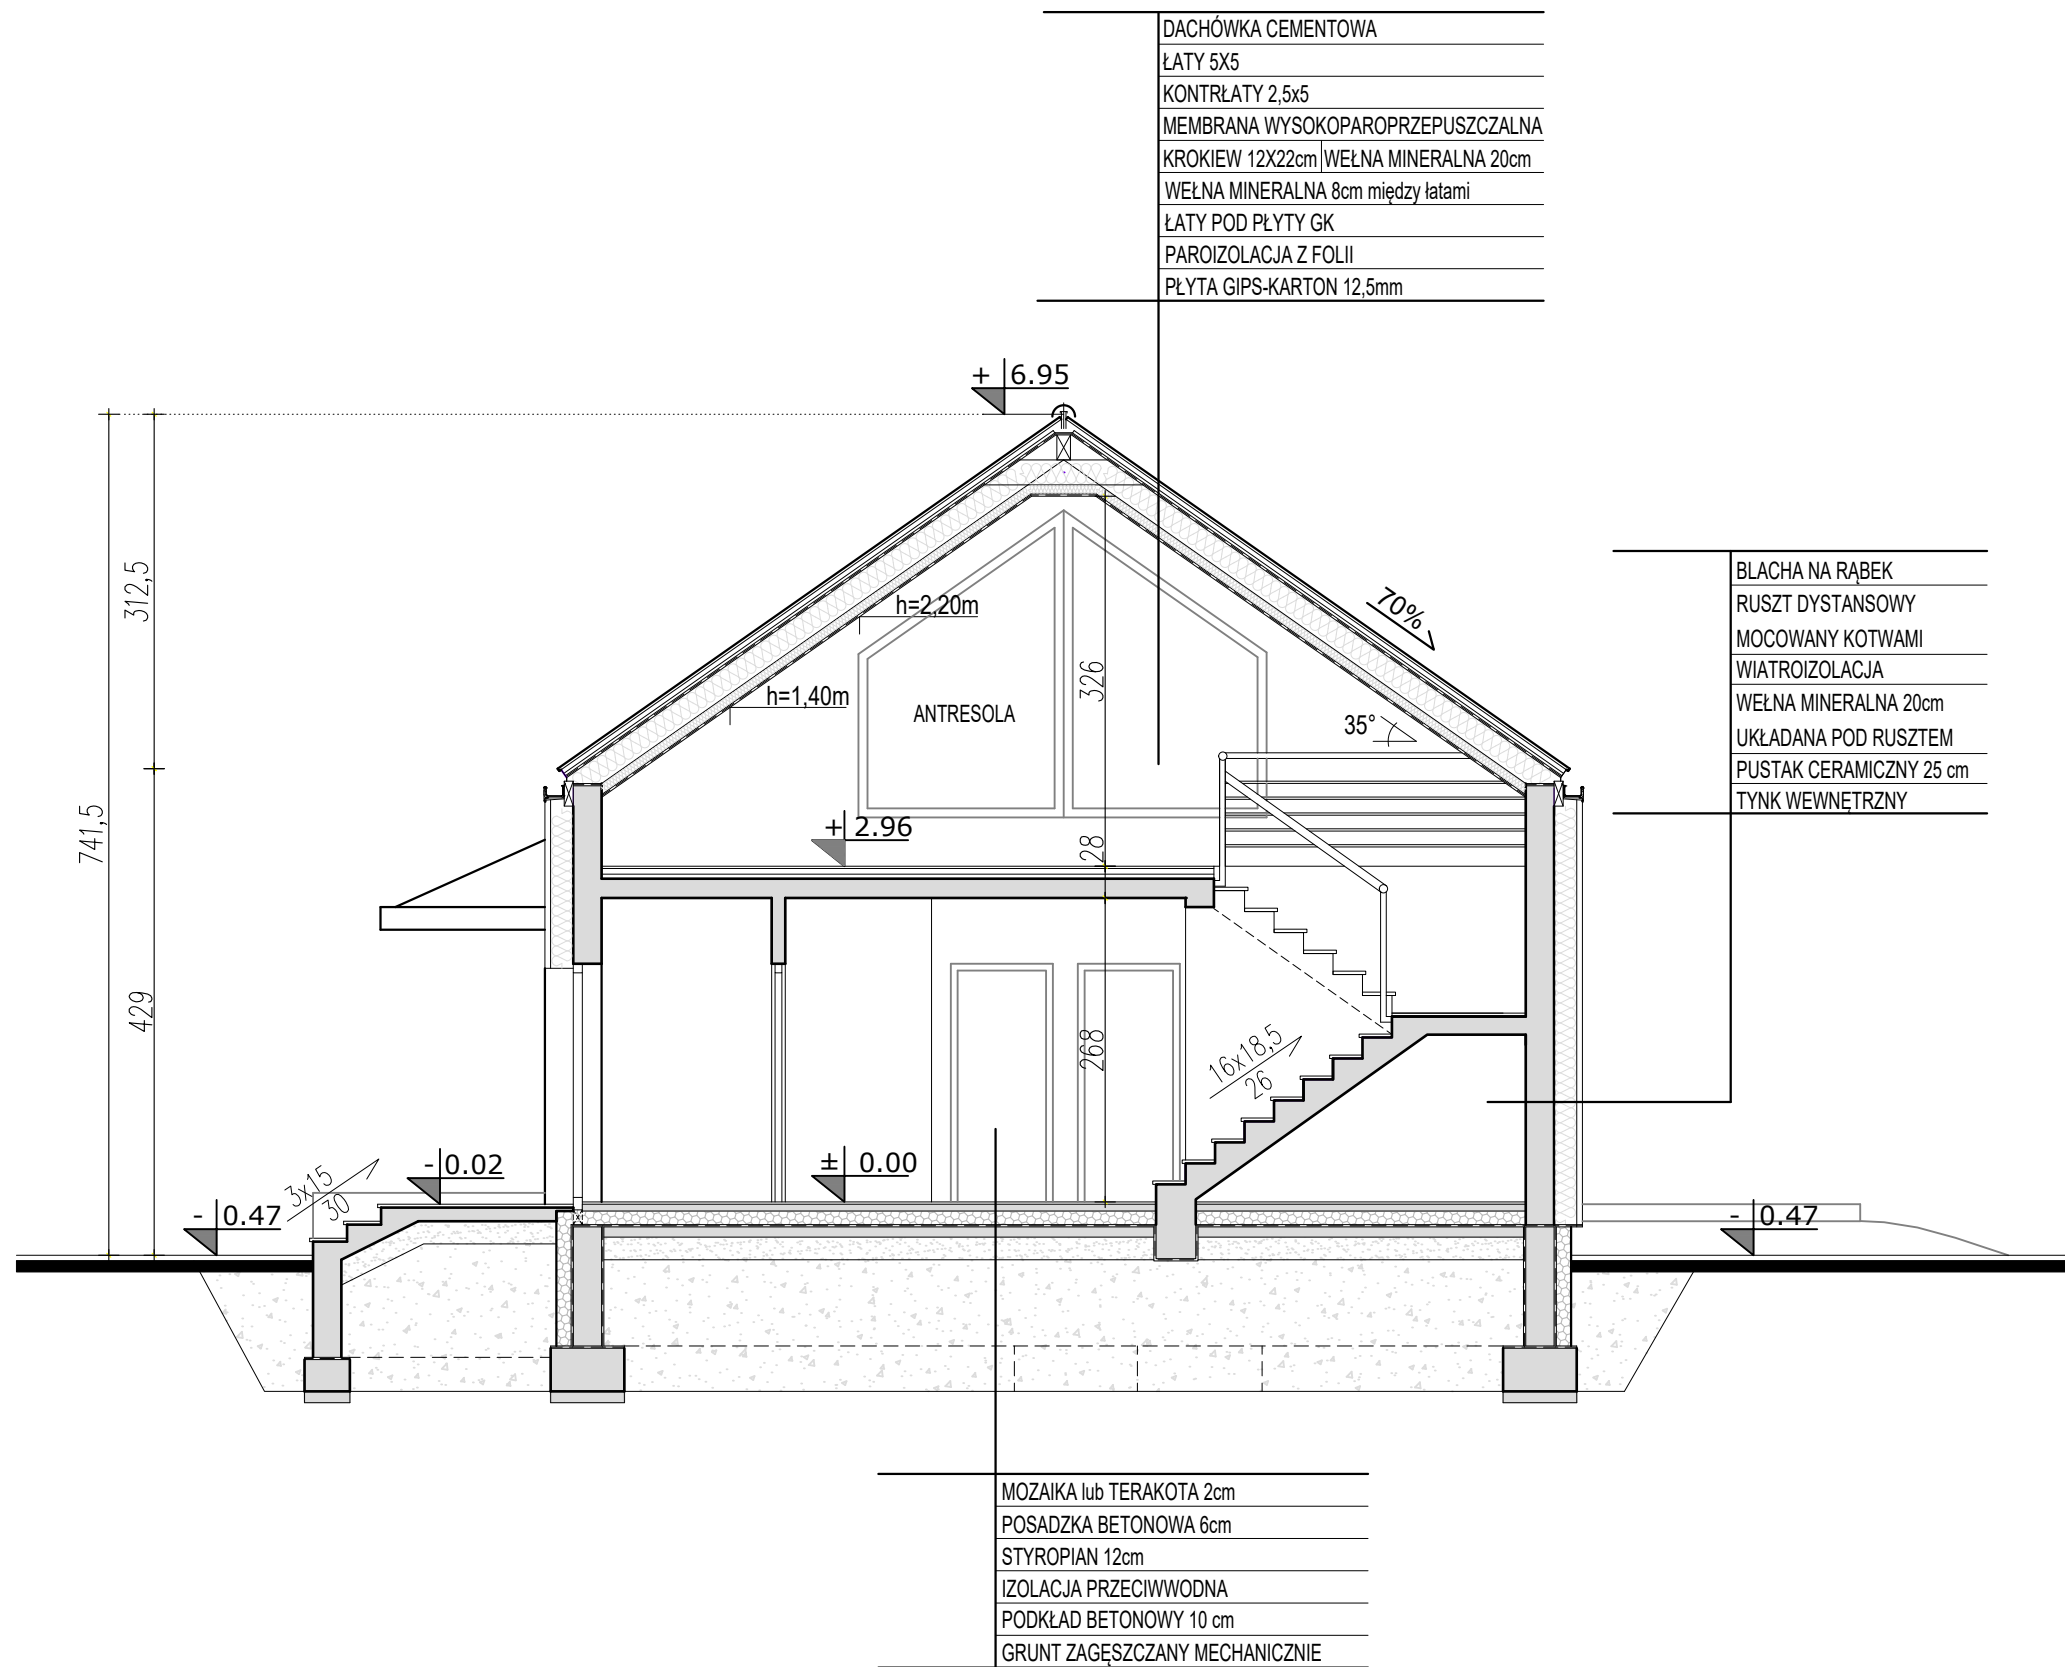 DACHÓWKA CEMENTOWA
ŁATY 5X5
KONTRŁATY 2,5x5
MEMBRANA WYSOKOPAROPRZEPUSZCZALNA
KROKIEW 12X22cm WEŁNA MINERALNA 20cm
WEŁNA MINERALNA 8cm między łatami
ŁATY POD PŁYTY GK
PAROIZOLACJA Z FOLII
PŁYTA GIPS-KARTON 12,5mm
+ 6.95
312,5
741,5
429
h=2,20m
h=1,40m
ANTRESOLA
326
70%
35°
BLACHA NA RĄBEK
RUSZT DYSTANSOWY
MOCOWANY KOTWAMI
WIATROIZOLACJA
WEŁNA MINERALNA 20cm
UKŁADANA POD RUSZTEM
PUSTAK CERAMICZNY 25 cm
TYNK WEWNĘTRZNY
+ 2.96
28
268
16x18,5
26
± 0.00
- 0.02
3x15
30
- 0.47
- 0.47
MOZAIKA lub TERAKOTA 2cm
POSADZKA BETONOWA 6cm
STYROPIAN 12cm
IZOLACJA PRZECIWWODNA
PODKŁAD BETONOWY 10 cm
GRUNT ZAGĘSZCZANY MECHANICZNIE